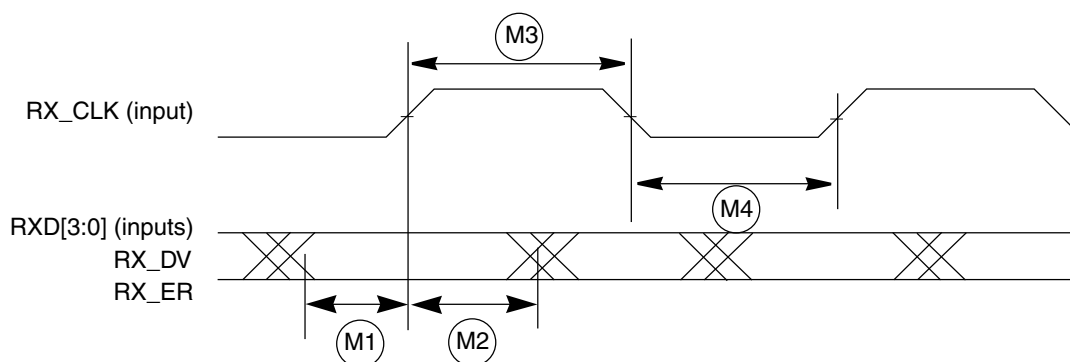 M3
RX_CLK (input)
M4
RXD[3:0] (inputs)
RX_DV
RX_ER
M1
M2